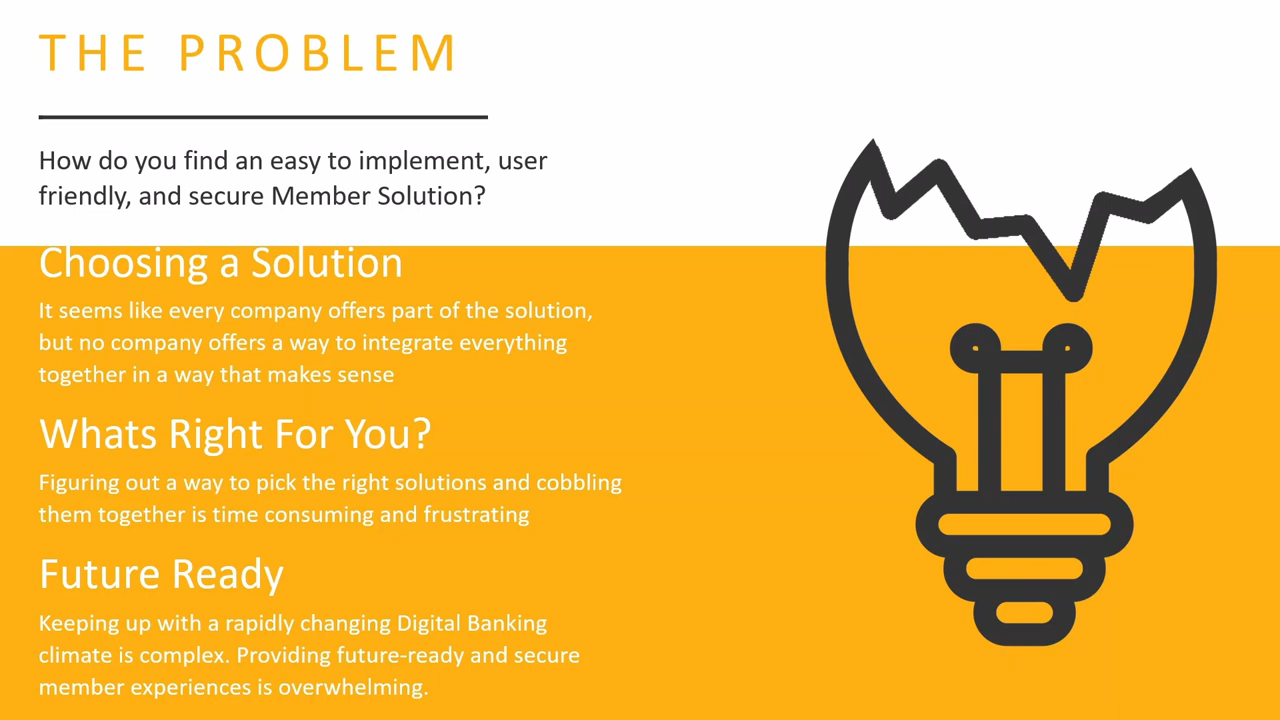 THE PROBLEM
How do you find an easy to implement, user
friendly, and secure Member Solution?
Choosing a Solution
It seems like every company offers part of the solution,
but no company offers a way to integrate everything
together in a way that makes sense
Whats Right For You?
Figuring out a way to pick the right solutions and cobbling
them together is time consuming and frustrating
Future Ready
Keeping up with a rapidly changing Digital Banking
climate is complex. Providing future-ready and secure
member experiences is overwhelming.